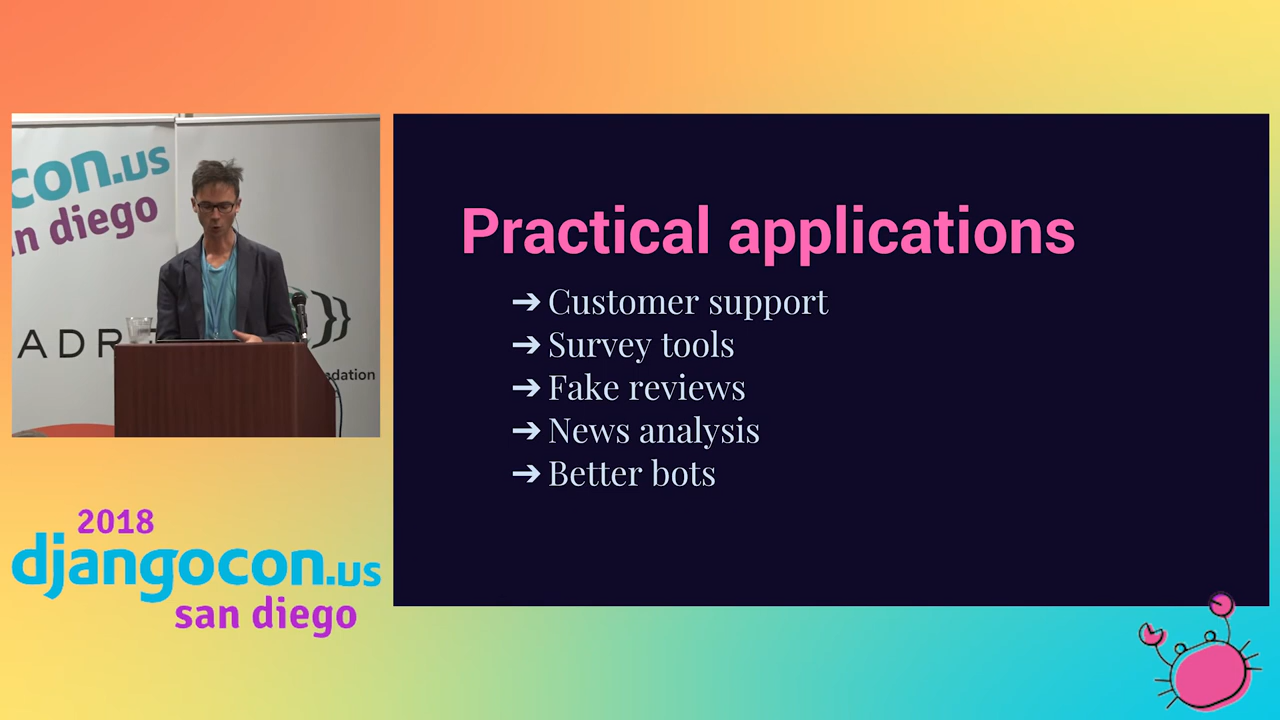 con.us
n diego
ADR
dation
Practical applications
➔ Customer support
➔ Survey tools
➔ Fake reviews
➔ News analysis
➔ Better bots
2018
djangocon.us
san diego